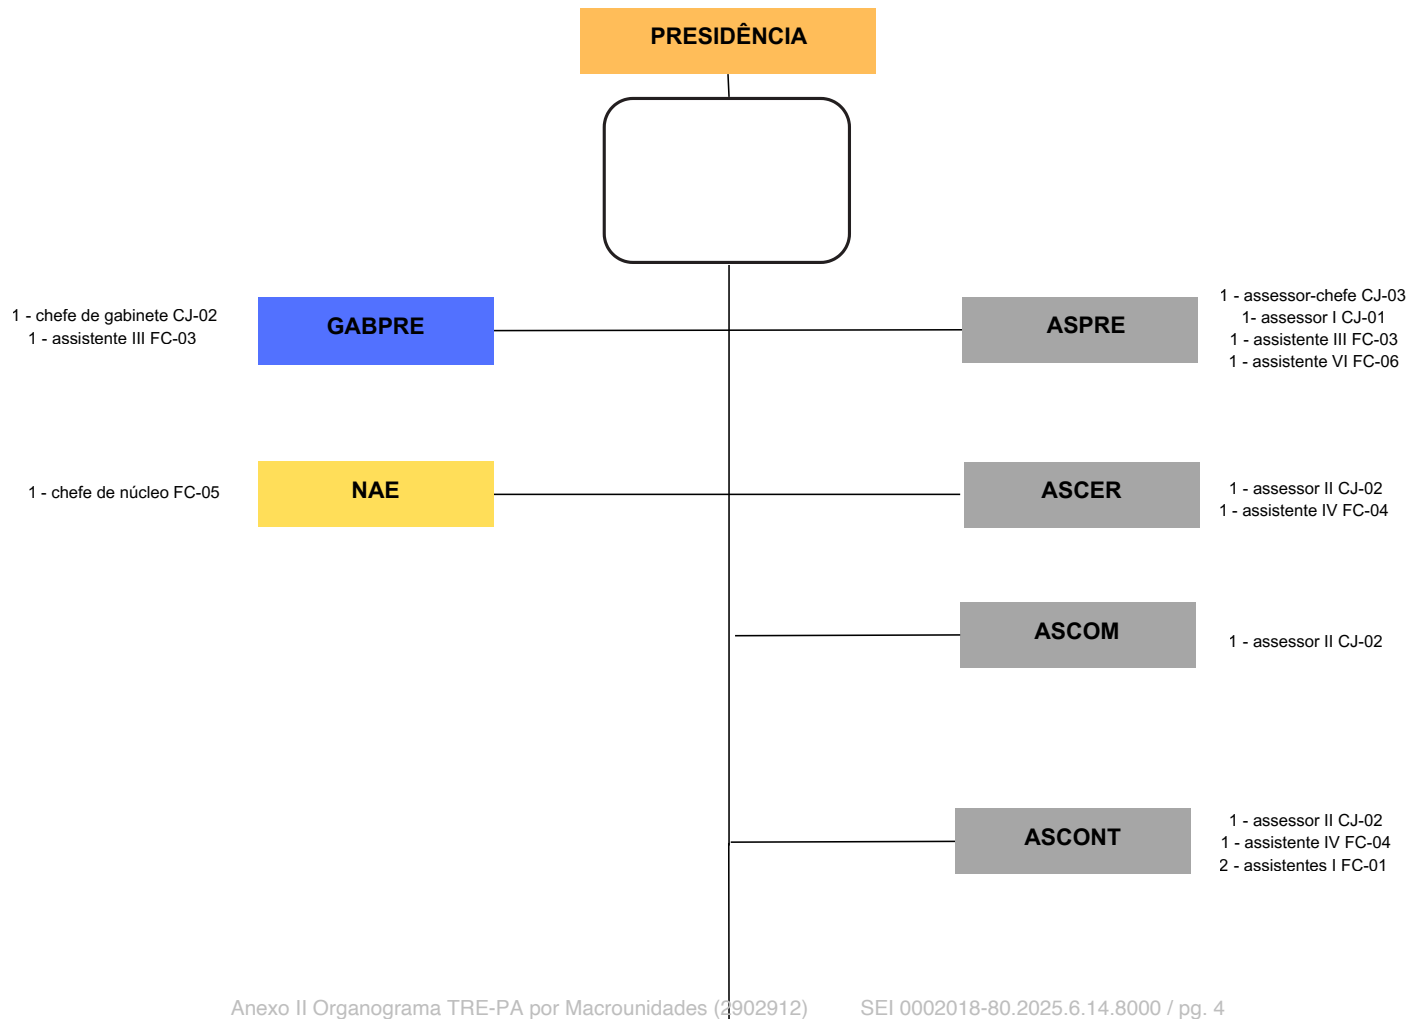 PRESIDÊNCIA
1 - chefe de gabinete CJ-02
1 - assistente III FC-03
GABPRE
ASPRE
1 - assessor-chefe CJ-03
1- assessor I CJ-01
1 - assistente III FC-03
1 - assistente VI FC-06
1 - chefe de núcleo FC-05
NAE
ASCER
1 - assessor II CJ-02
1 - assistente IV FC-04
ASCOM
1 - assessor II CJ-02
ASCONT
1 - assessor II CJ-02
1 - assistente IV FC-04
2 - assistentes I FC-01
Anexo II Organograma TRE-PA por Macrounidades (2902912) SEI 0002018-80.2025.6.14.8000 / pg. 4